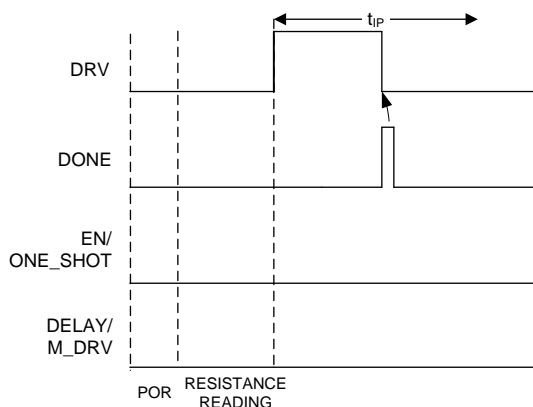 tIP
DRV
DONE
EN/
ONE_SHOT
DELAY/
M_DRV
POR
RESISTANCE
READING